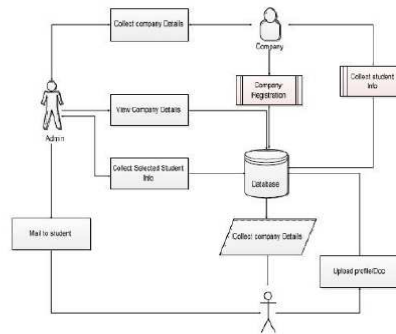 Collect company Details
Company
Collect student
Info
Company
Registration
View Company Details
Admin
Collect Selected Student
Info
Database
Mail to student
Collect company Details
Upload profile/Doc